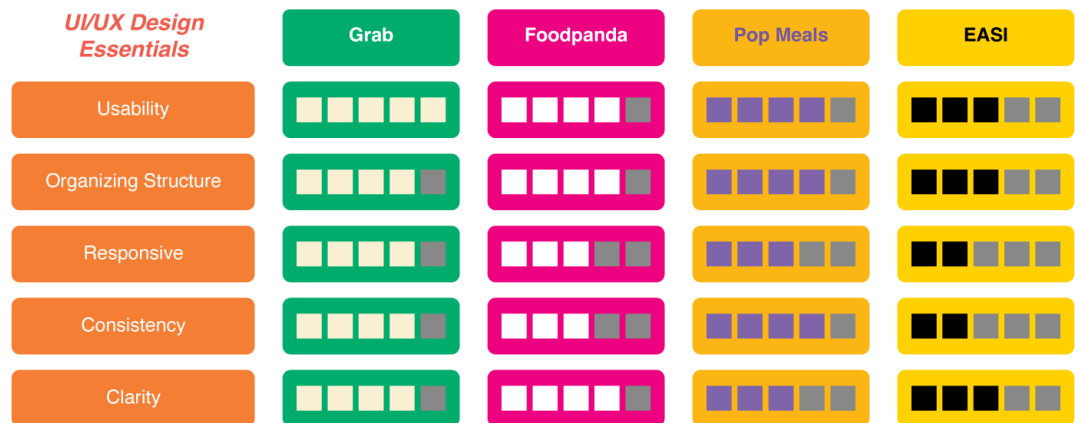 UI/UX Design
Essentials
Grab
Foodpanda
Pop Meals
EASI
Usability
Organizing Structure
Responsive
Consistency
Clarity